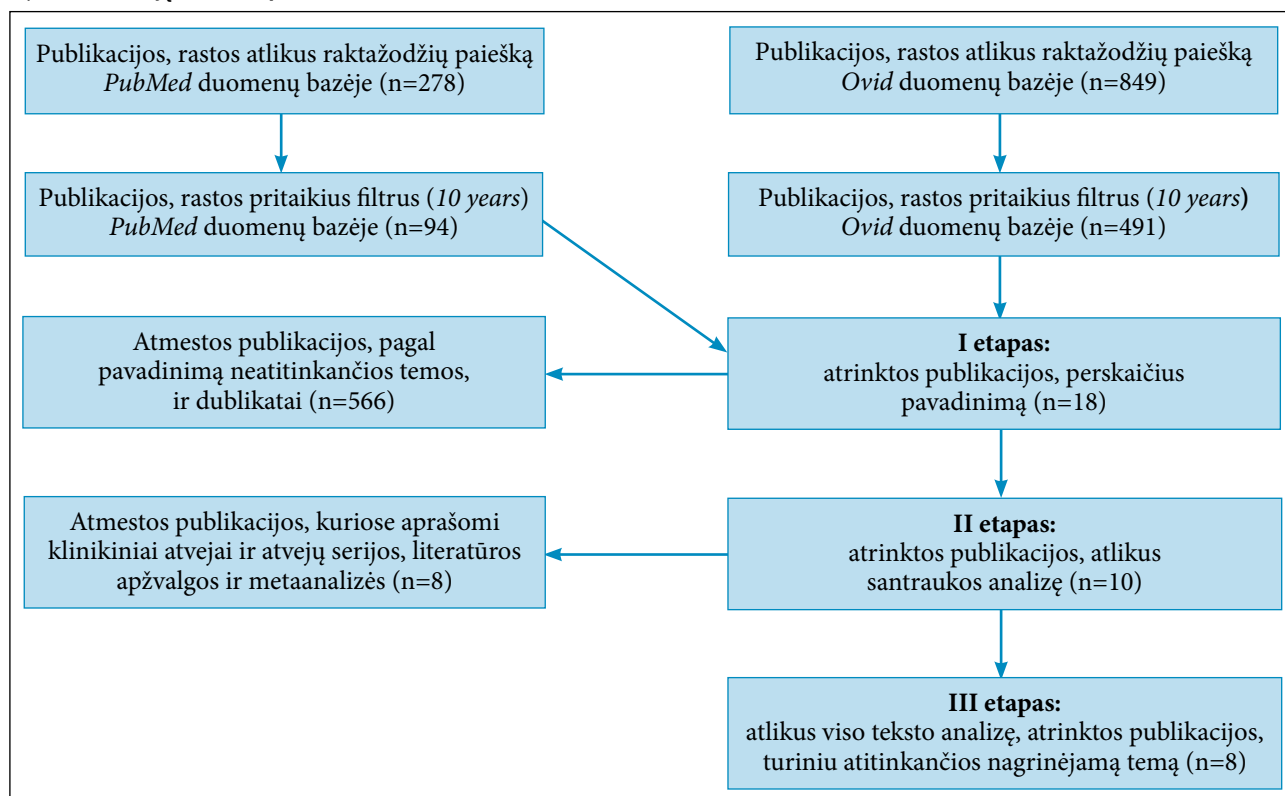 Publikacijos, rastos atlikus raktažodžių paiešką
PubMed duomenų bazėje (n=278)
Publikacijos, rastos atlikus raktažodžių paiešką
Ovid duomenų bazėje (n=849)
Publikacijos, rastos pritaikius filtrus (10 years)
PubMed duomenų bazėje (n=94)
Publikacijos, rastos pritaikius filtrus (10 years)
Ovid duomenų bazėje (n=491)
Atmestos publikacijos, pagal
pavadinimą neatitinkančios temos,
ir dublikatai (n=566)
I etapas:
atrinktos publikacijos, perskaičius
pavadinimą (n=18)
Atmestos publikacijos, kuriose aprašomi
klinikiniai atvejai ir atvejų serijos, literatūros
apžvalgos ir metaanalizės (n=8)
II etapas:
atrinktos publikacijos, atlikus
santraukos analizę (n=10)
III etapas:
atlikus viso teksto analizę, atrinktos publikacijos,
turiniu atitinkančios nagrinėjamą temą (n=8)